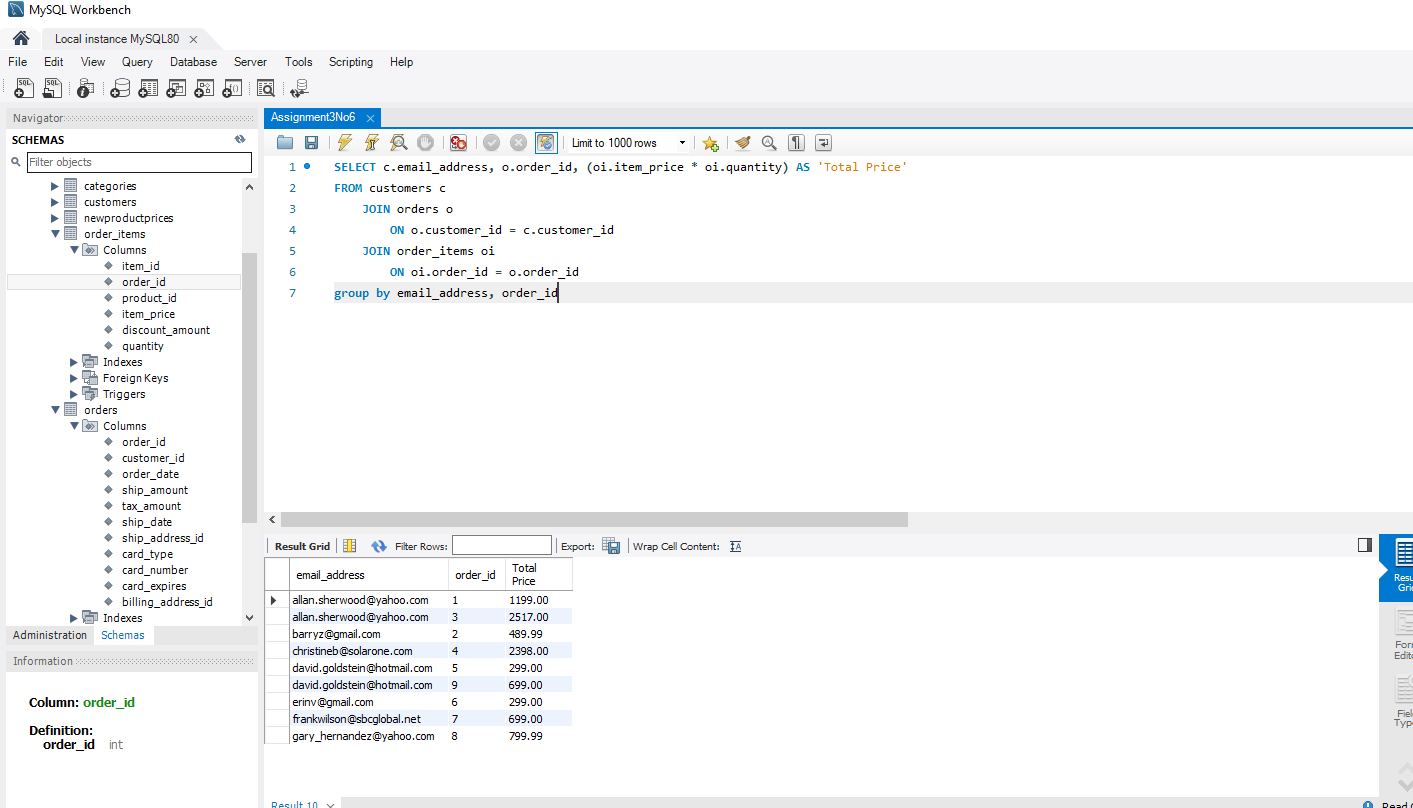 MySQL Workbench
Local instance MySQL80
File Edit View Query Database Server Tools Scripting Help
Navigator
SCHEMAS
Filter objects
categories
customers
newproductprices
order_items
Columns
item_id
order_id
product_id
item_price
discount_amount
quantity
Indexes
Foreign Keys
Triggers
orders
Columns
order_id
customer_id
order_date
ship_amount
tax_amount
ship_date
ship_address_id
card_type
card_number
card_expires
billing_address_id
Indexes
Administration Schemas
Information
Column: order_id
Definition:
order_id int
Assignment3No6
Limit to 1000 rows
1 SELECT c.email_address, o.order_id, (oi.item_price * oi.quantity) AS 'Total Price'
2 FROM customers c
3 JOIN orders o
4 ON o.customer_id = c.customer_id
5 JOIN order_items oi
6 ON oi.order_id = o.order_id
7 group by email_address, order_id
Result Grid Filter Rows: Export: Wrap Cell Content:
email_address order_id Total Price
allan.sherwood@yahoo.com 1 1199.00
allan.sherwood@yahoo.com 3 2517.00
barryz@gmail.com 2 489.99
christineb@solarone.com 4 2398.00
david.goldstein@hotmail.com 5 299.00
david.goldstein@hotmail.com 9 699.00
erinv@gmail.com 6 299.00
frankwilson@sbcglobal.net 7 699.00
gary_hernandez@yahoo.com 8 799.99
Result 10
Read